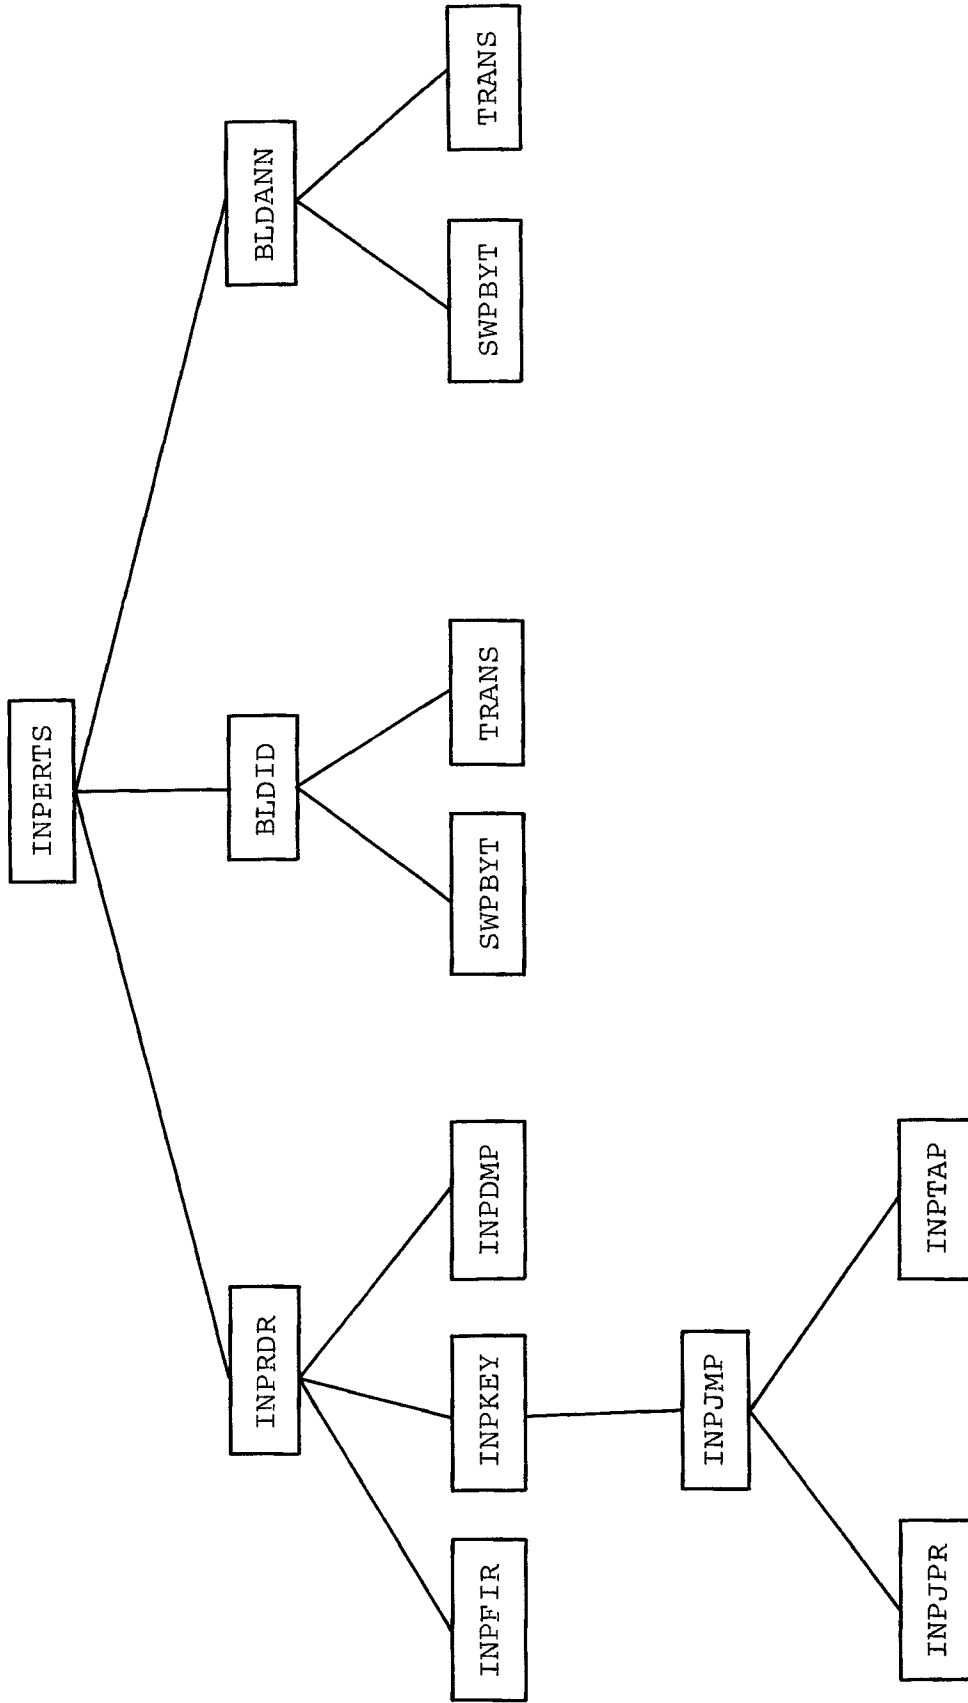 INPERTS
INPRDR
BLDID
BLDANN
INPFIR
INPKEY
INPDMP
SWPBYT
TRANS
SWPBYT
TRANS
INPJMP
INPJPR
INPTAP